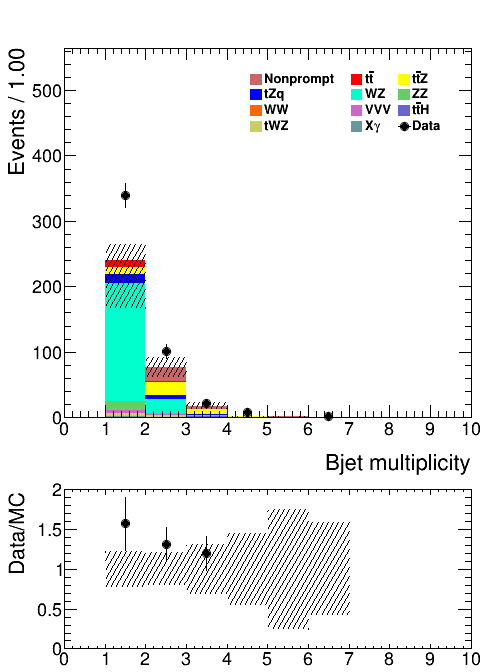 Events / 1.00
500
400
300
200
100
0
Nonprompt tt̄ tt̄Z
tZq WZ ZZ
WW VVV tt̄H
tWZ Xγ Data
0 1 2 3 4 5 6 7 8 9 10
Bjet multiplicity
Data/MC
2
1.5
1
0.5
0
0 1 2 3 4 5 6 7 8 9 10